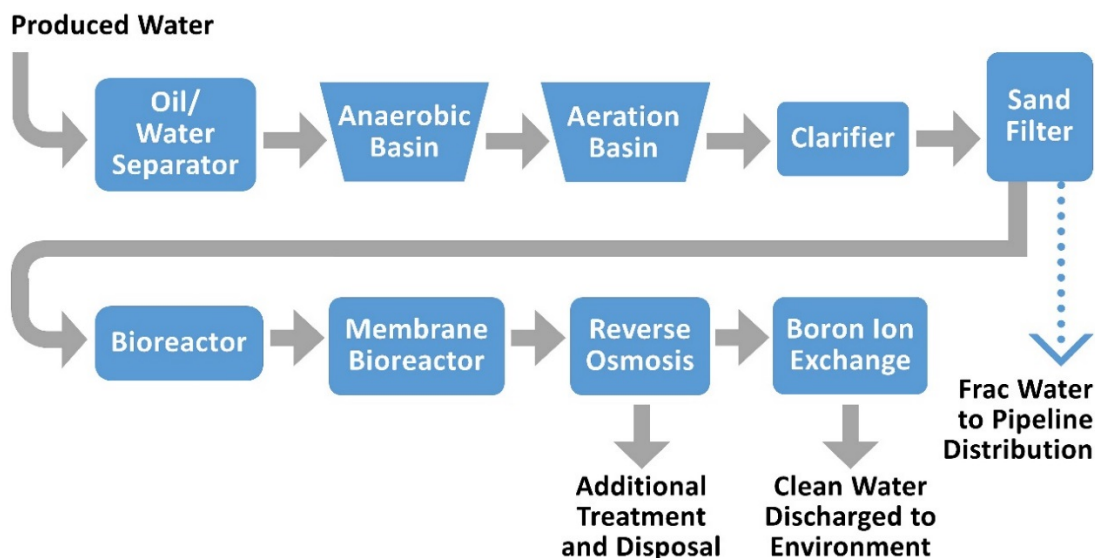 Produced Water
Oil/
Water
Separator
Anaerobic
Basin
Aeration
Basin
Clarifier
Sand
Filter
Bioreactor
Membrane
Bioreactor
Reverse
Osmosis
Boron Ion
Exchange
Frac Water
to Pipeline
Distribution
Additional
Treatment
and Disposal
Clean Water
Discharged to
Environment